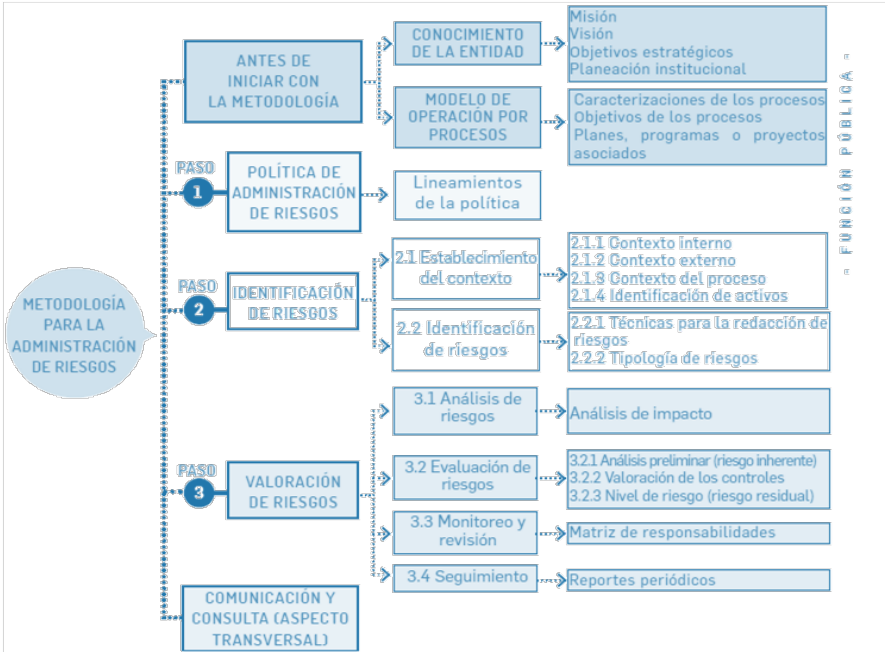 METODOLOGÍA
PARA LA
ADMINISTRACIÓN
DE RIESGOS
ANTES DE
INICIAR CON
LA METODOLOGÍA
CONOCIMIENTO
DE LA ENTIDAD
Misión
Visión
Objetivos estratégicos
Planeación institucional
MODELO DE
OPERACIÓN POR
PROCESOS
Caracterizaciones de los procesos
Objetivos de los procesos
Planes, programas o proyectos
asociados
PASO
1
POLÍTICA DE
ADMINISTRACIÓN
DE RIESGOS
Lineamientos
de la política
PASO
2
IDENTIFICACIÓN
DE RIESGOS
2.1 Establecimiento
del contexto
2.1.1 Contexto interno
2.1.2 Contexto externo
2.1.3 Contexto del proceso
2.1.4 Identificación de activos
2.2 Identificación
de riesgos
2.2.1 Técnicas para la redacción de
riesgos
2.2.2 Tipología de riesgos
PASO
3
VALORACIÓN
DE RIESGOS
3.1 Análisis de
riesgos
Análisis de impacto
3.2 Evaluación de
riesgos
3.2.1 Análisis preliminar (riesgo inherente)
3.2.2 Valoración de los controles
3.2.3 Nivel de riesgo (riesgo residual)
3.3 Monitoreo y
revisión
Matriz de responsabilidades
3.4 Seguimiento
Reportes periódicos
COMUNICACIÓN Y
CONSULTA (ASPECTO
TRANSVERSAL)
- FUNCIÓN PÚBLICA -